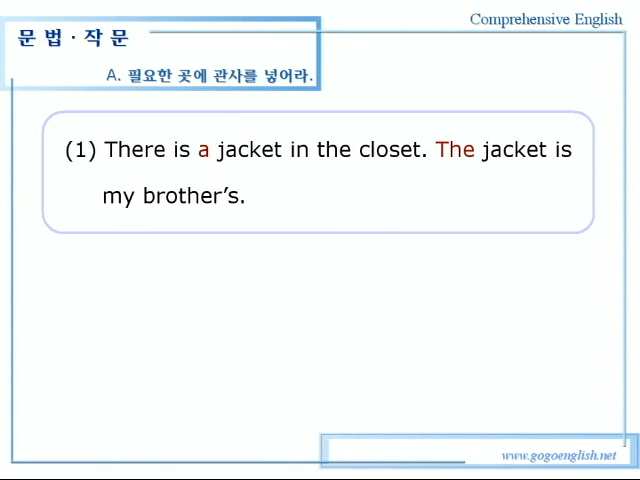 Comprehensive English
문 법 · 작 문
A. 필요한 곳에 관사를 넣어라.
(1) There is a jacket in the closet. The jacket is
my brother’s.
www.gogoenglish.net